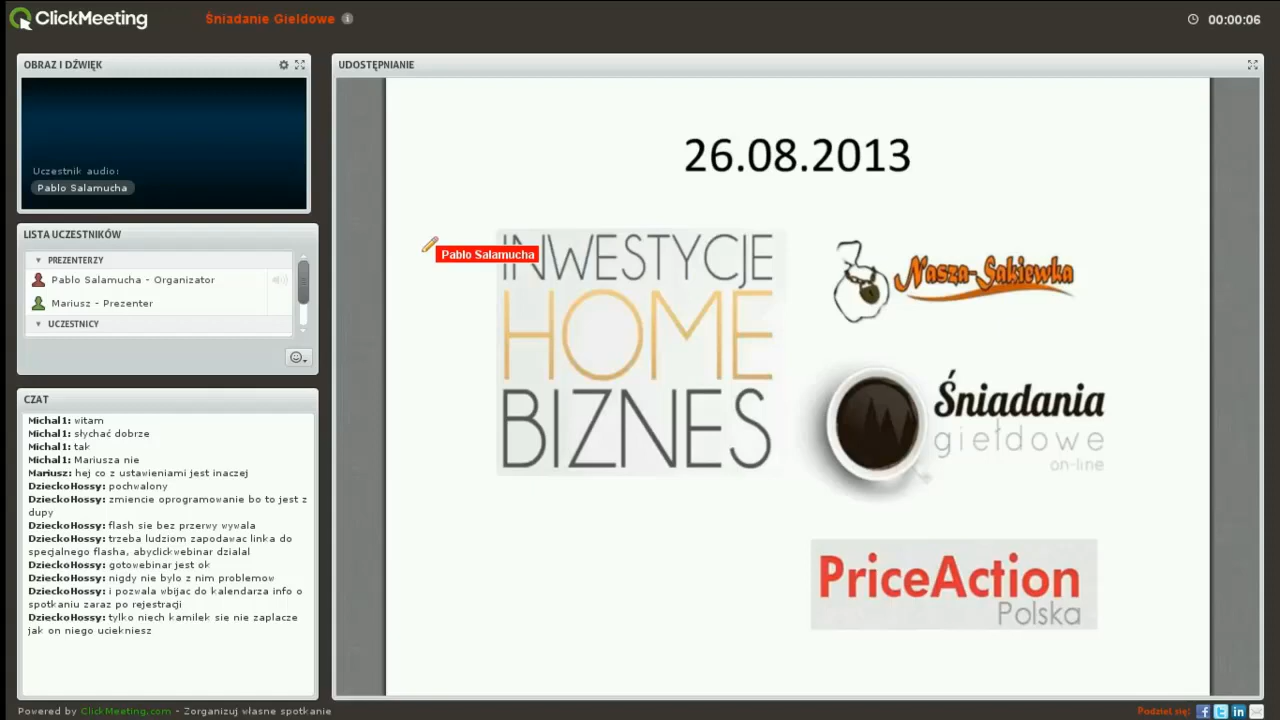 ClickMeeting
Śniadanie Giełdowe
00:00:06
OBRAZ I DŹWIĘK
Uczestnik audio:
Pablo Salamucha
LISTA UCZESTNIKÓW
PREZENTERZY
Pablo Salamucha - Organizator
Mariusz - Prezenter
UCZESTNICY
CZAT
Michal1: witam
Michal1: słychać dobrze
Michal1: tak
Michal1: Mariusza nie
Mariusz: hej co z ustawieniami jest inaczej
DzieckoHossy: pochwalony
DzieckoHossy: zmiencie oprogramowanie bo to jest z
dupy
DzieckoHossy: flash sie bez przerwy wywala
DzieckoHossy: trzeba ludziom zapodawac linka do
specjalnego flasha, abyclickwebinar dzialal
DzieckoHossy: gotowebinar jest ok
DzieckoHossy: nigdy nie bylo z nim problemow
DzieckoHossy: i pozwala wbijac do kalendarza info o
spotkaniu zaraz po rejestracji
DzieckoHossy: tylko niech kamilek sie nie zaplacze
jak on niego uciekniesz
UDOSTĘPNIANIE
26.08.2013
Pablo Salamucha
INWESTYCJE
HOME
BIZNES
Nasza-Sakiewka
Śniadania
giełdowe
on-line
PriceAction
Polska
Powered by ClickMeeting.com - Zorganizuj własne spotkanie
Podziel się: